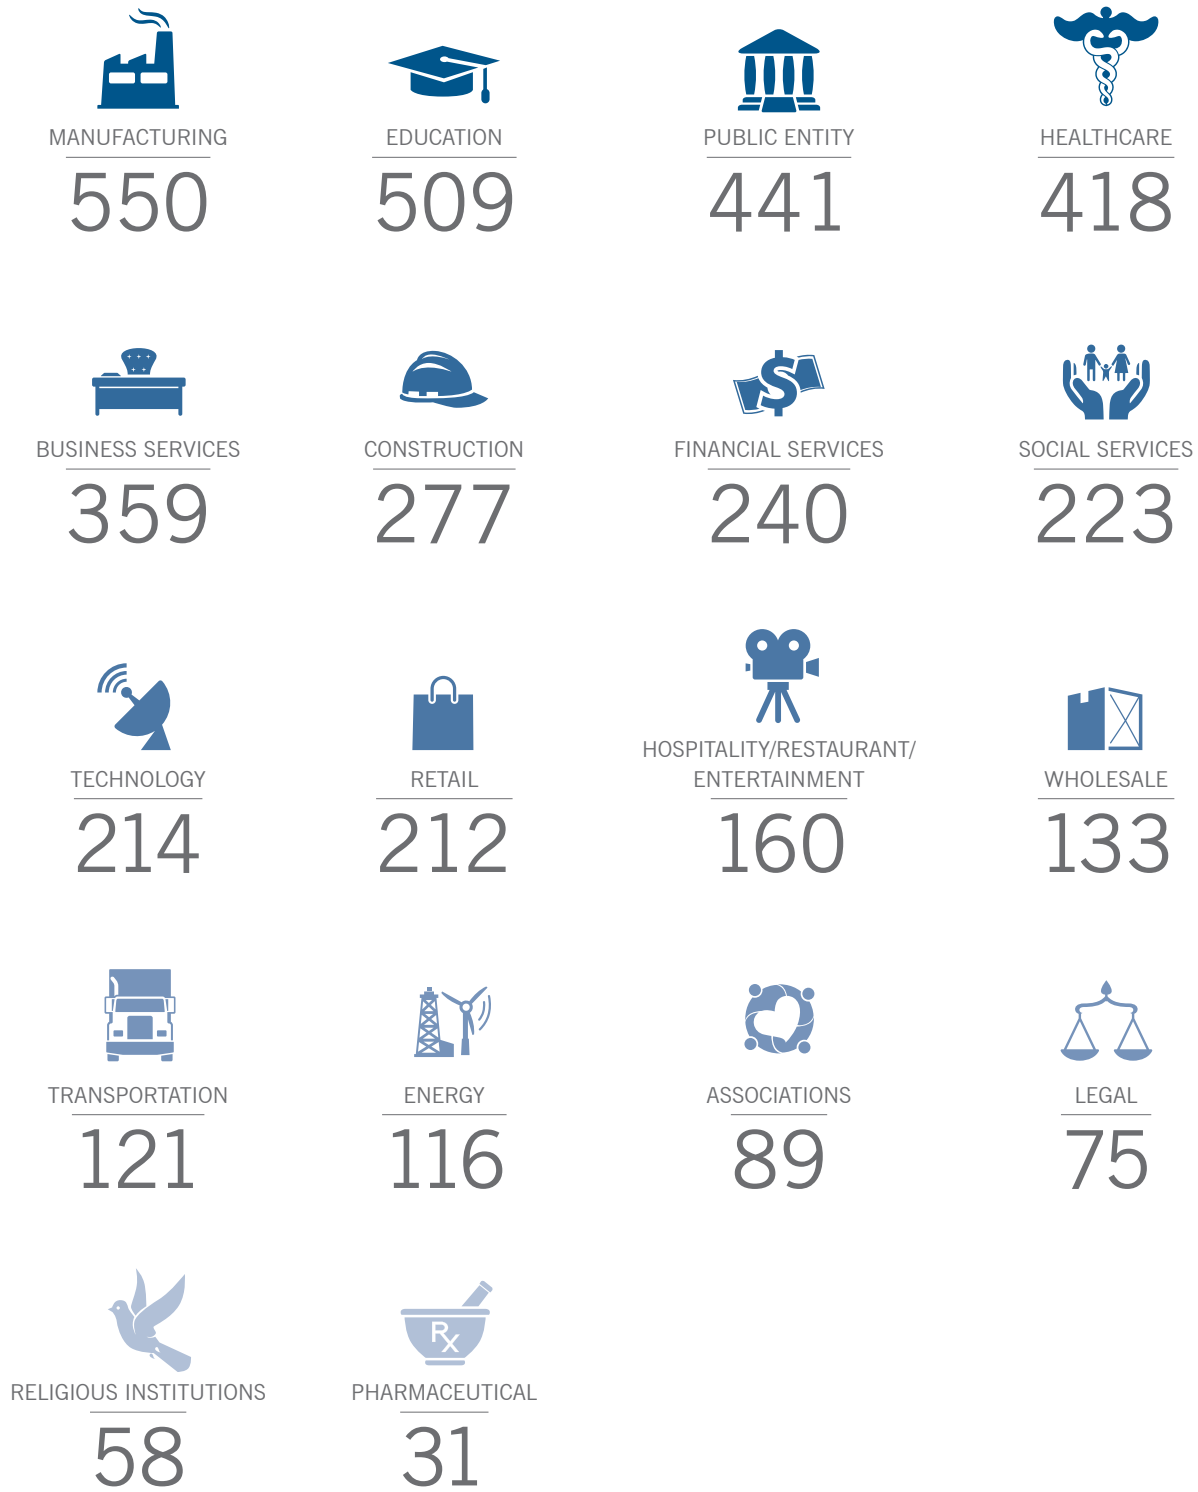 MANUFACTURING
550
EDUCATION
509
PUBLIC ENTITY
441
HEALTHCARE
418
BUSINESS SERVICES
359
CONSTRUCTION
277
FINANCIAL SERVICES
240
SOCIAL SERVICES
223
TECHNOLOGY
214
RETAIL
212
HOSPITALITY/RESTAURANT/
ENTERTAINMENT
160
WHOLESALE
133
TRANSPORTATION
121
ENERGY
116
ASSOCIATIONS
89
LEGAL
75
RELIGIOUS INSTITUTIONS
58
Rx
PHARMACEUTICAL
31